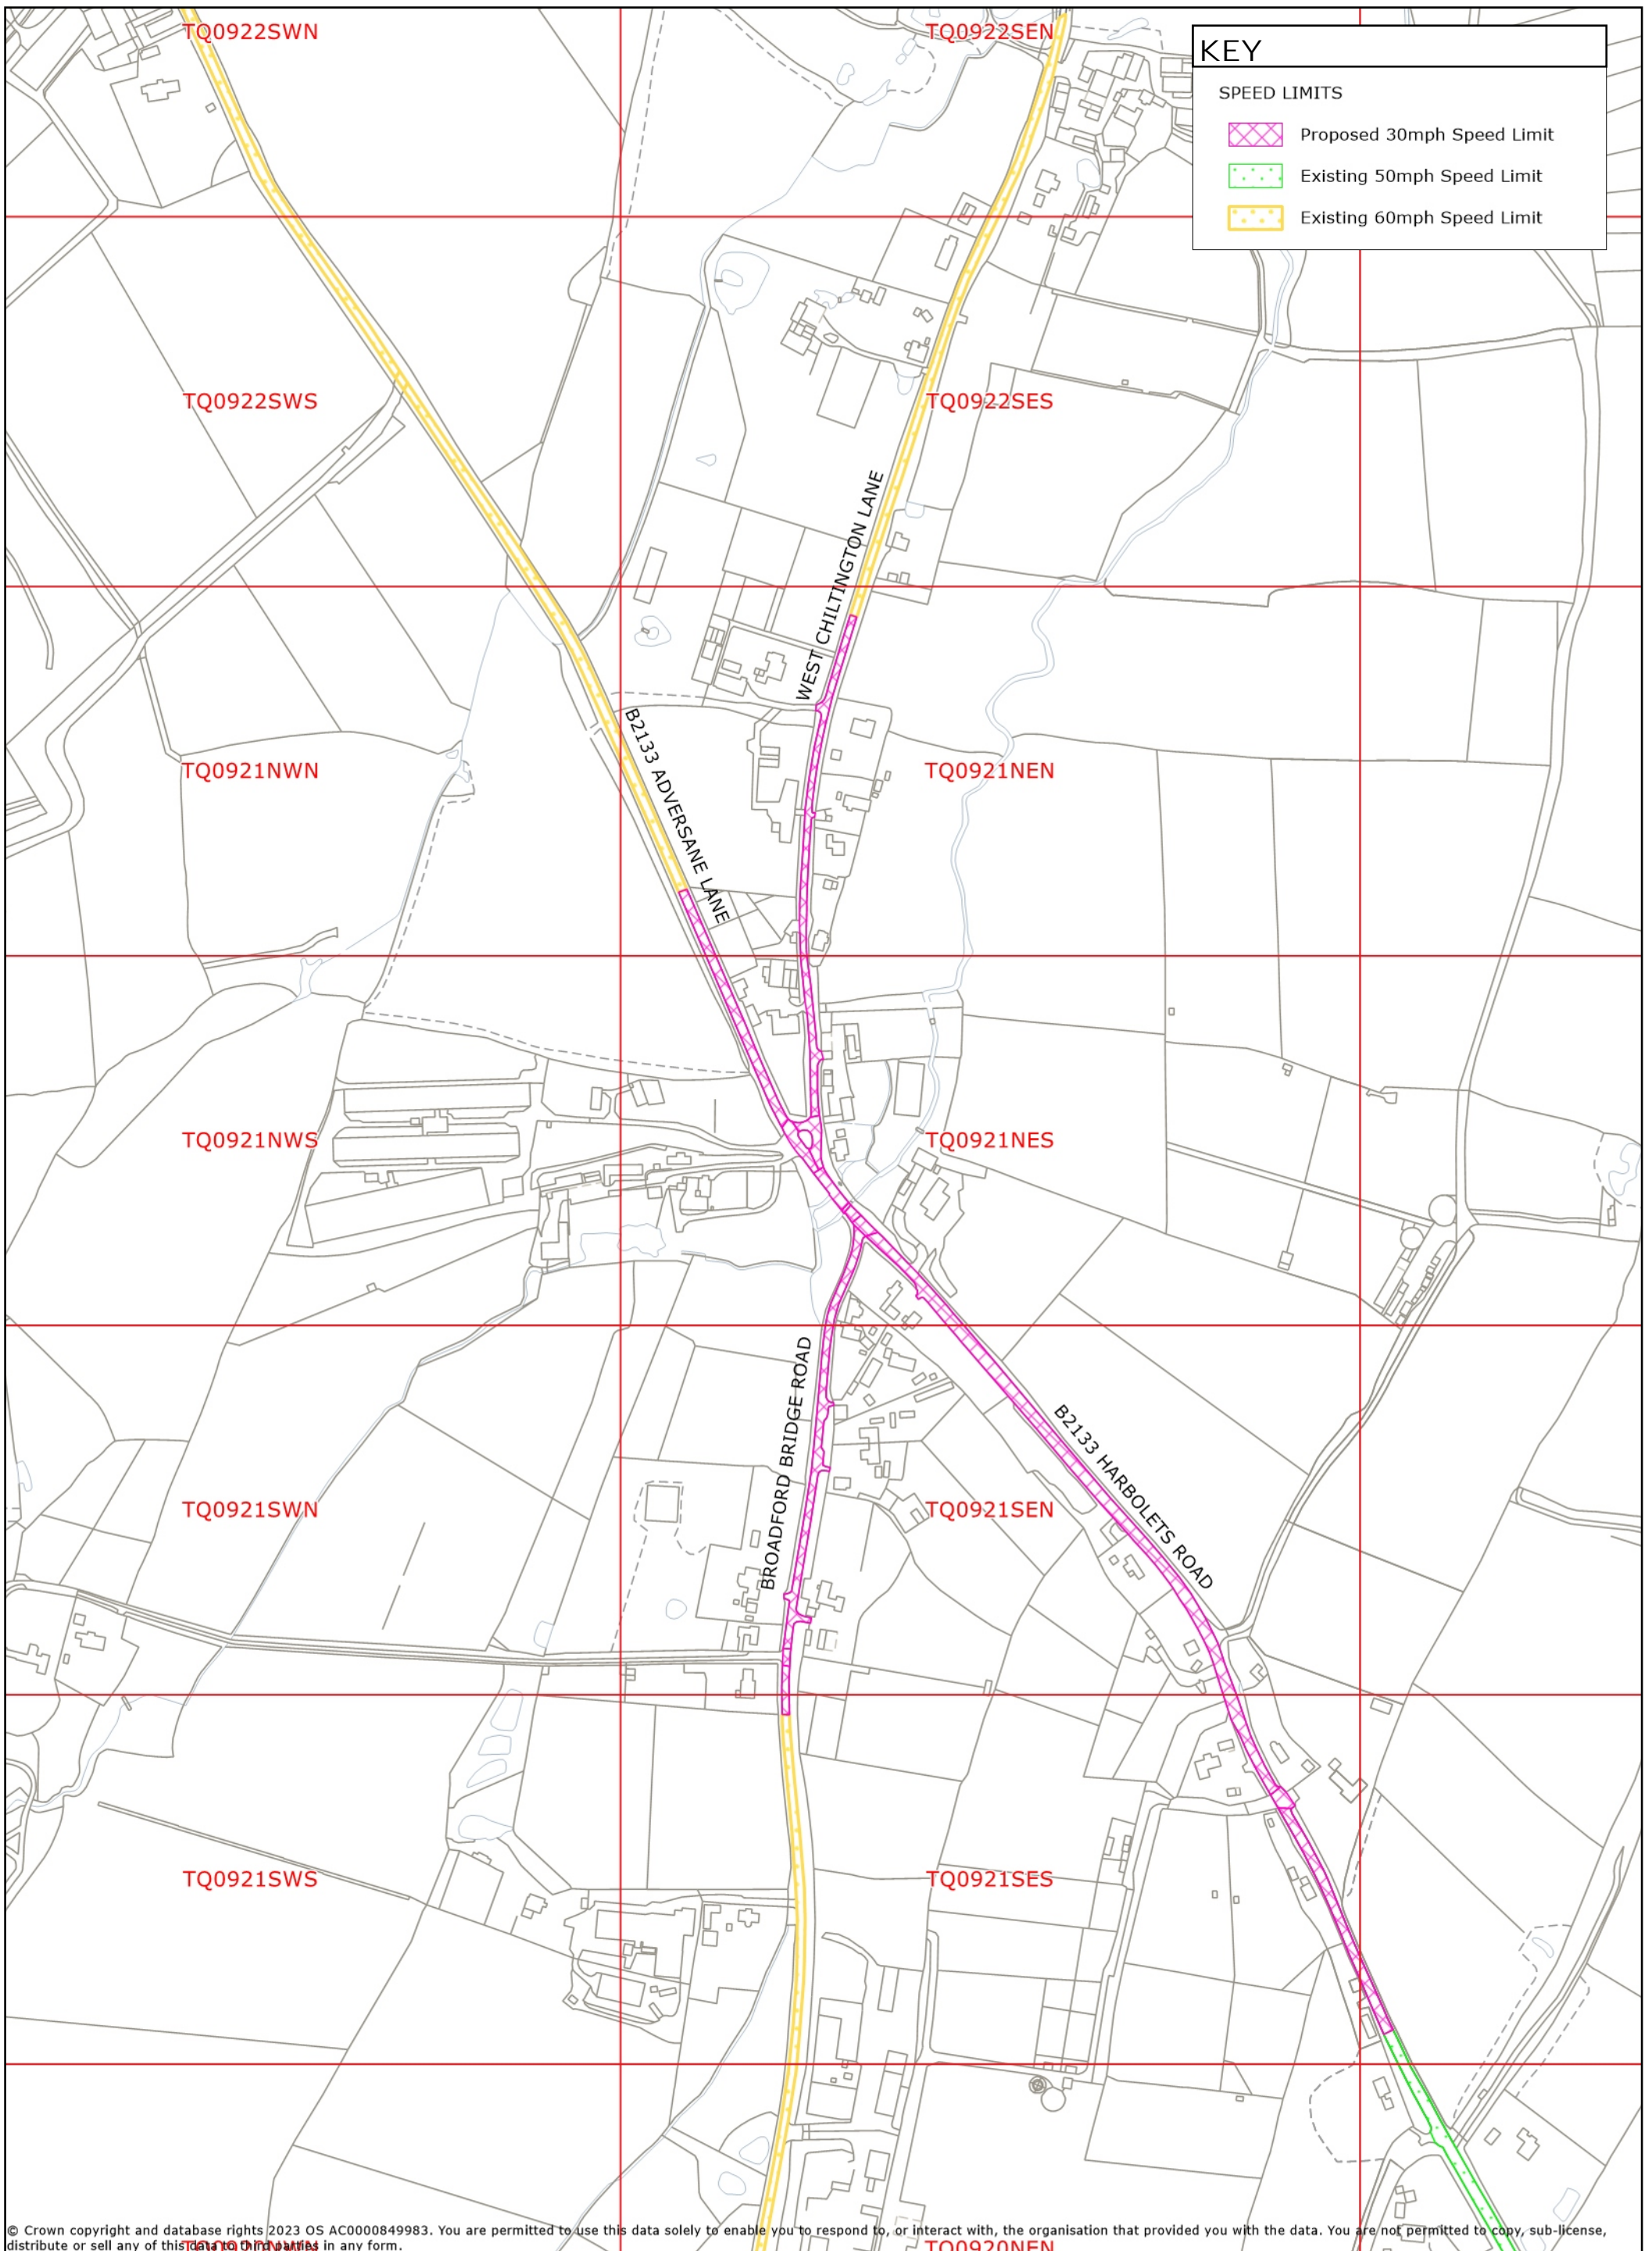 TQ0922SWN
TQ0922SEN
KEY
SPEED LIMITS
Proposed 30mph Speed Limit
Existing 50mph Speed Limit
Existing 60mph Speed Limit
TQ0922SWS
TQ0922SES
WEST CHILTINGTON LANE
B2133 ADVERSANE LANE
TQ0921NWN
TQ0921NEN
TQ0921NWS
TQ0921NES
BROADFORD BRIDGE ROAD
B2133 HARBOLETS ROAD
TQ0921SWN
TQ0921SEN
TQ0921SWS
TQ0921SES
© Crown copyright and database rights 2023 OS AC0000849983. You are permitted to use this data solely to enable you to respond to, or interact with, the organisation that provided you with the data. You are not permitted to copy, sub-license,
distribute or sell any of this data to third parties in any form.
TQ0920NWN
TQ0920NEN